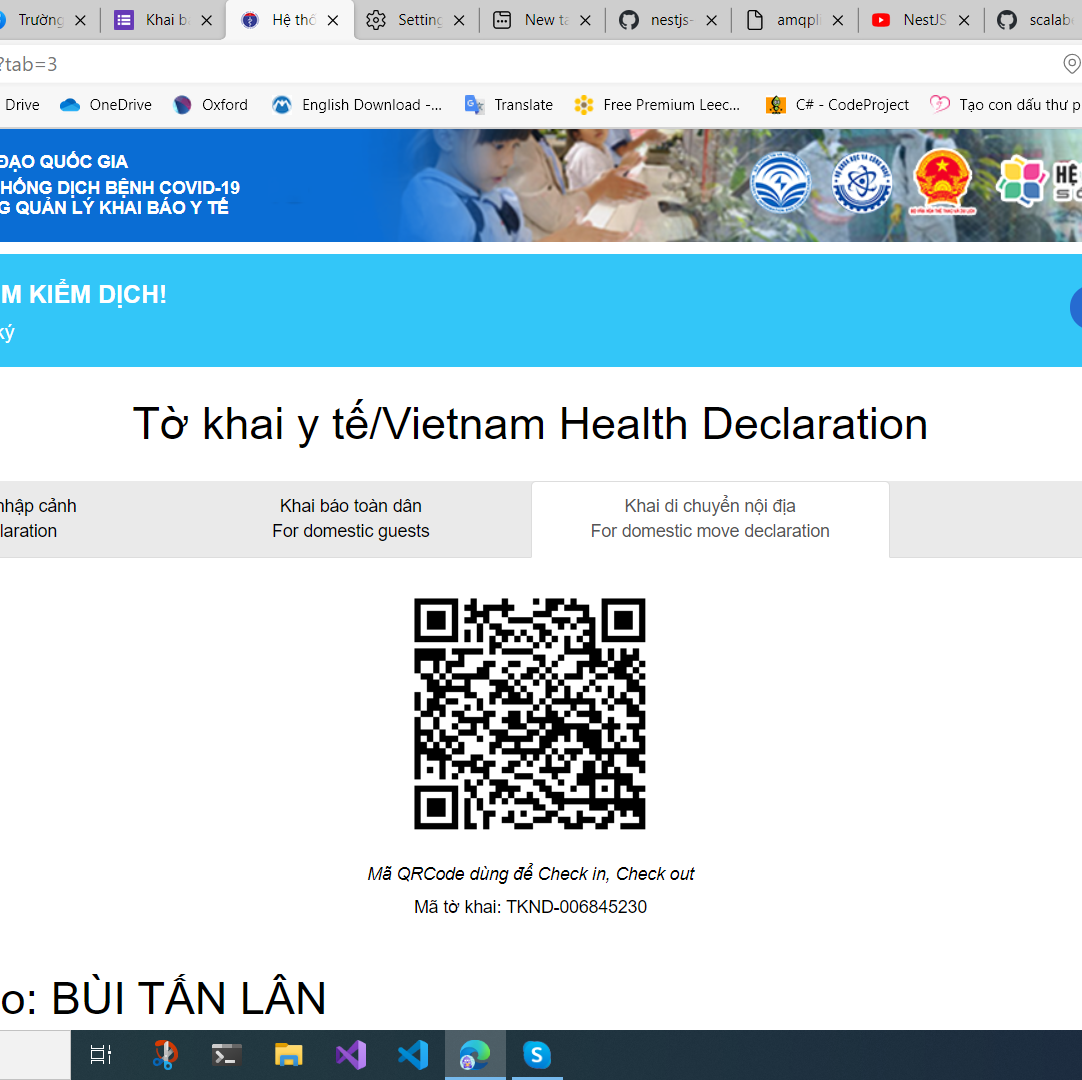 Trường
Khai b
Hệ thố
Setting
New ta
nestjs-
amqpl
NestJS
scalab
?tab=3
Drive
OneDrive
Oxford
English Download -...
Translate
Free Premium Leec...
C# - CodeProject
Tạo con dấu thư p
ĐẠO QUỐC GIA
HỐNG DỊCH BỆNH COVID-19
G QUẢN LÝ KHAI BÁO Y TẾ
HỆ
M KIỂM DỊCH!
ký
Tờ khai y tế/Vietnam Health Declaration
nhập cảnh
laration
Khai báo toàn dân
For domestic guests
Khai di chuyển nội địa
For domestic move declaration
Mã QRCode dùng để Check in, Check out
Mã tờ khai: TKND-006845230
o: BÙI TẤN LÂN